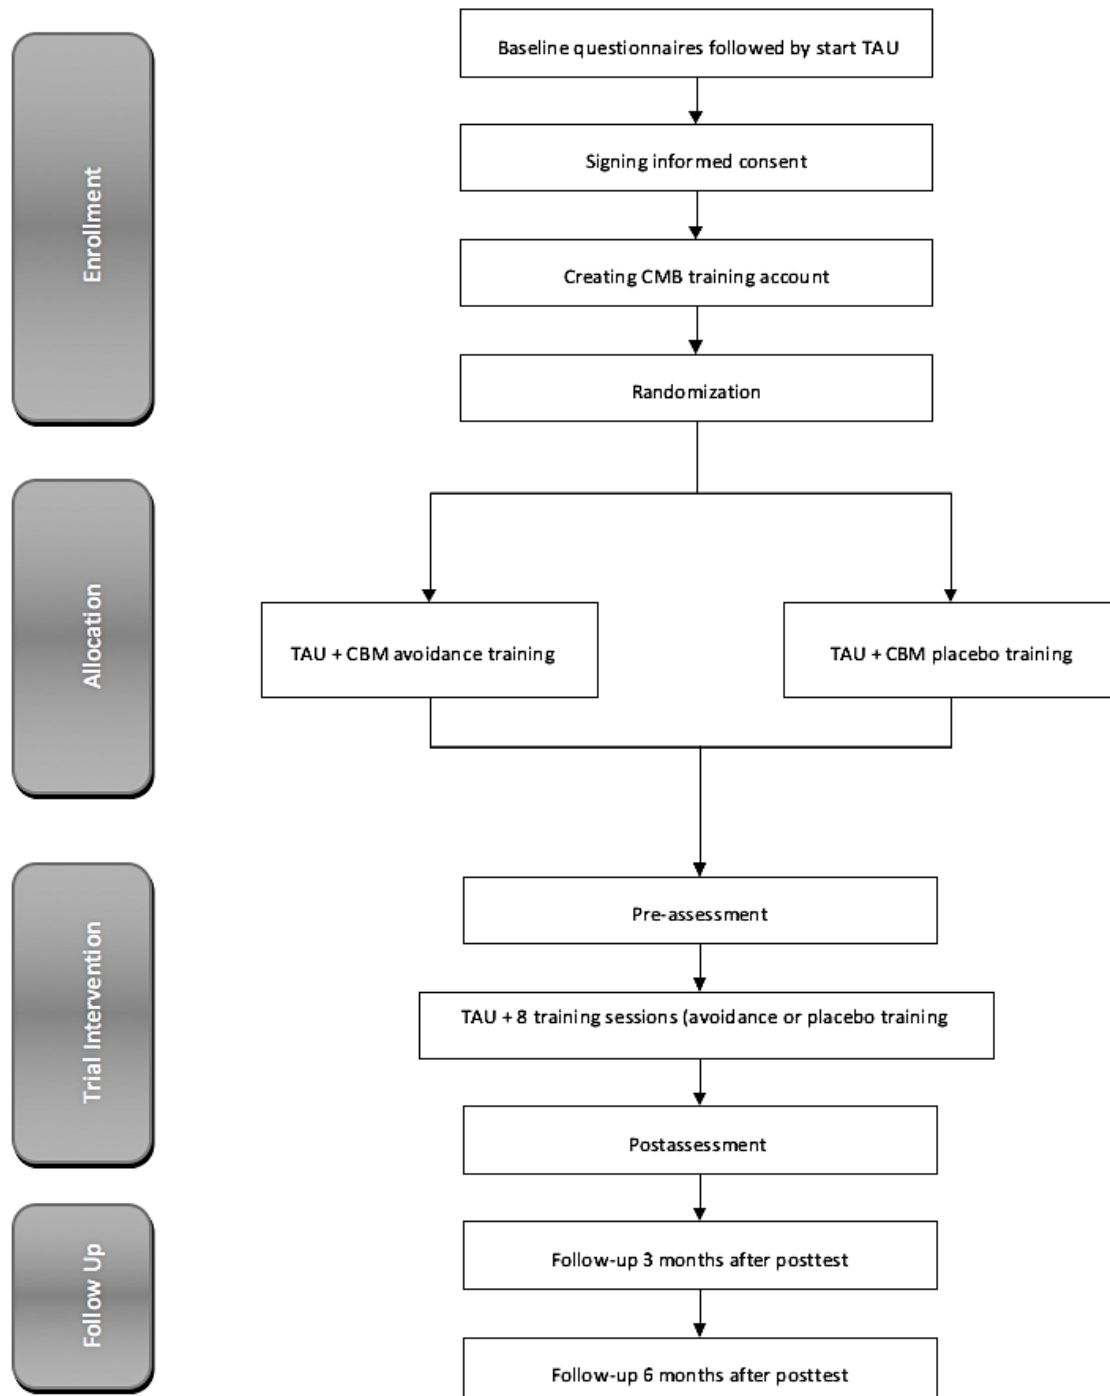 Enrollment
Baseline questionnaires followed by start TAU
Signing informed consent
Creating CMB training account
Randomization
Allocation
TAU + CBM avoidance training
TAU + CBM placebo training
Trial Intervention
Pre-assessment
TAU + 8 training sessions (avoidance or placebo training
Postassessment
Follow Up
Follow-up 3 months after posttest
Follow-up 6 months after posttest